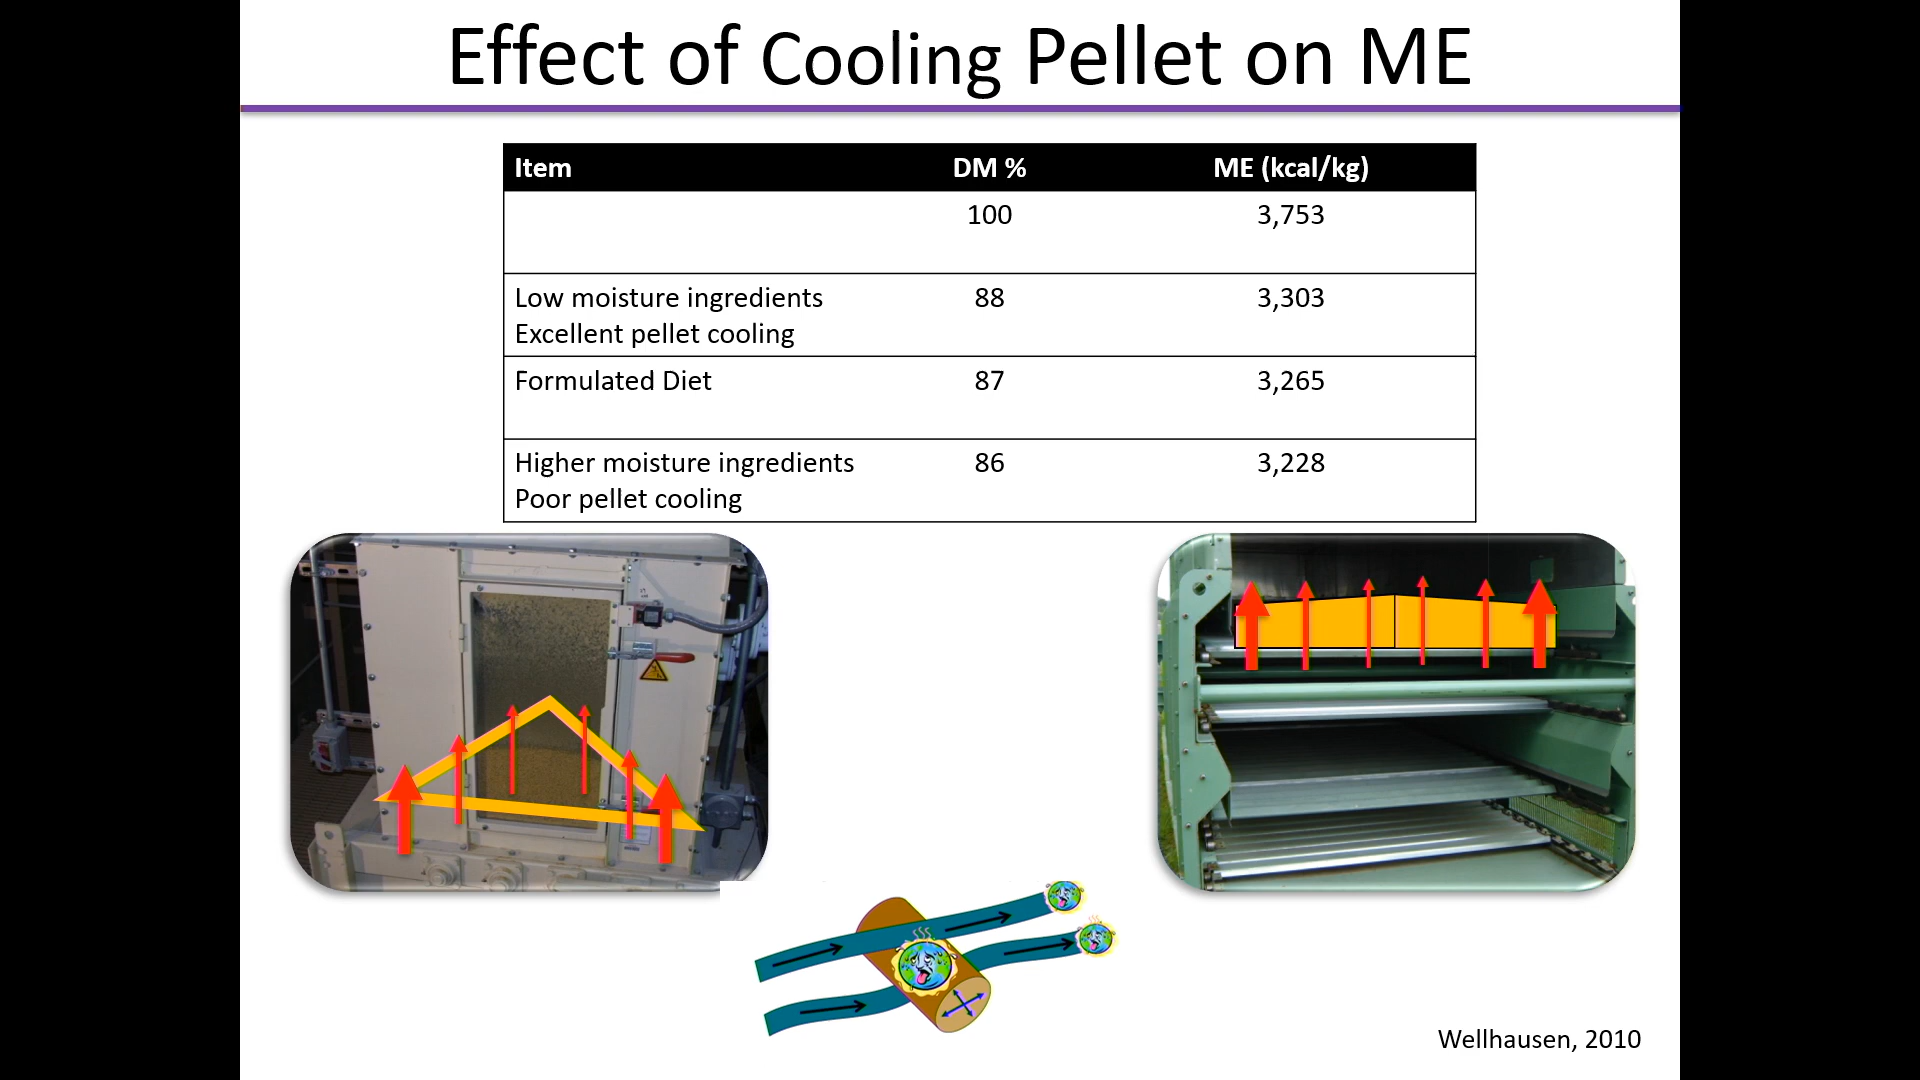 Effect of Cooling Pellet on ME
Item DM % ME (kcal/kg)
100 3,753
Low moisture ingredients 88 3,303
Excellent pellet cooling
Formulated Diet 87 3,265
Higher moisture ingredients 86 3,228
Poor pellet cooling
Wellhausen, 2010